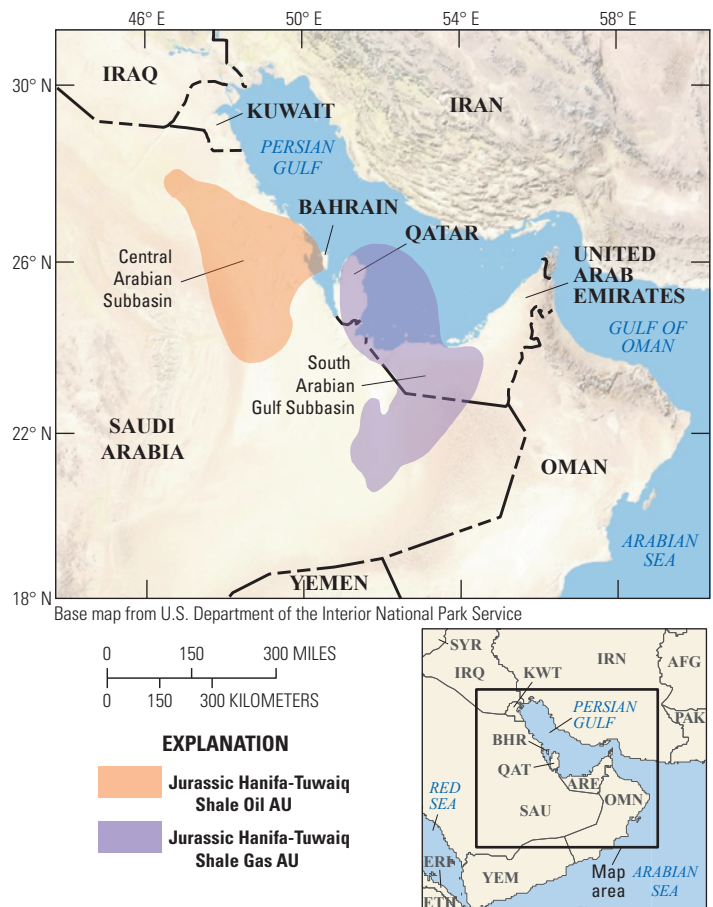 46° E
50° E
54° E
58° E
30° N
26° N
22° N
18° N
IRAQ
KUWAIT
IRAN
PERSIAN
GULF
BAHRAIN
QATAR
Central
Arabian
Subbasin
UNITED
ARAB
EMIRATES
GULF OF
OMAN
South
Arabian
Gulf Subbasin
SAUDI
ARABIA
OMAN
ARABIAN
SEA
YEMEN
Base map from U.S. Department of the Interior National Park Service
0 150 300 MILES
0 150 300 KILOMETERS
EXPLANATION
Jurassic Hanifa-Tuwaiq
Shale Oil AU
Jurassic Hanifa-Tuwaiq
Shale Gas AU
SYR
IRQ
KWT
IRN
AFG
PAK
PERSIAN
GULF
BHR
QAT
ARE
OMN
RED
SEA
SAU
ERI
YEM
ETH
Map
area
ARABIAN
SEA